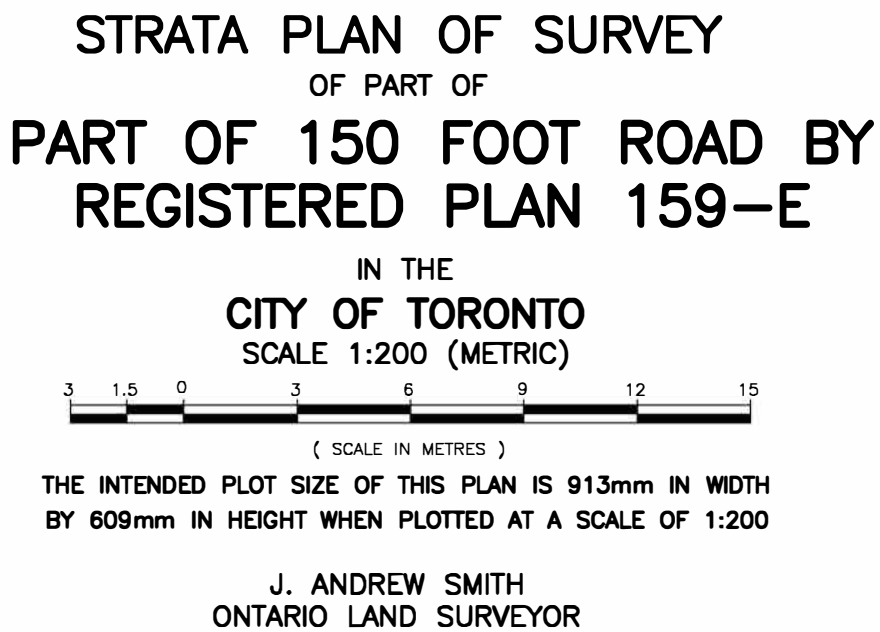 STRATA PLAN OF SURVEY
OF PART OF
PART OF 150 FOOT ROAD BY
REGISTERED PLAN 159-E
IN THE
CITY OF TORONTO
SCALE 1:200 (METRIC)
3 1.5 0 3 6 9 12 15
( SCALE IN METRES )
THE INTENDED PLOT SIZE OF THIS PLAN IS 913mm IN WIDTH
BY 609mm IN HEIGHT WHEN PLOTTED AT A SCALE OF 1:200
J. ANDREW SMITH
ONTARIO LAND SURVEYOR